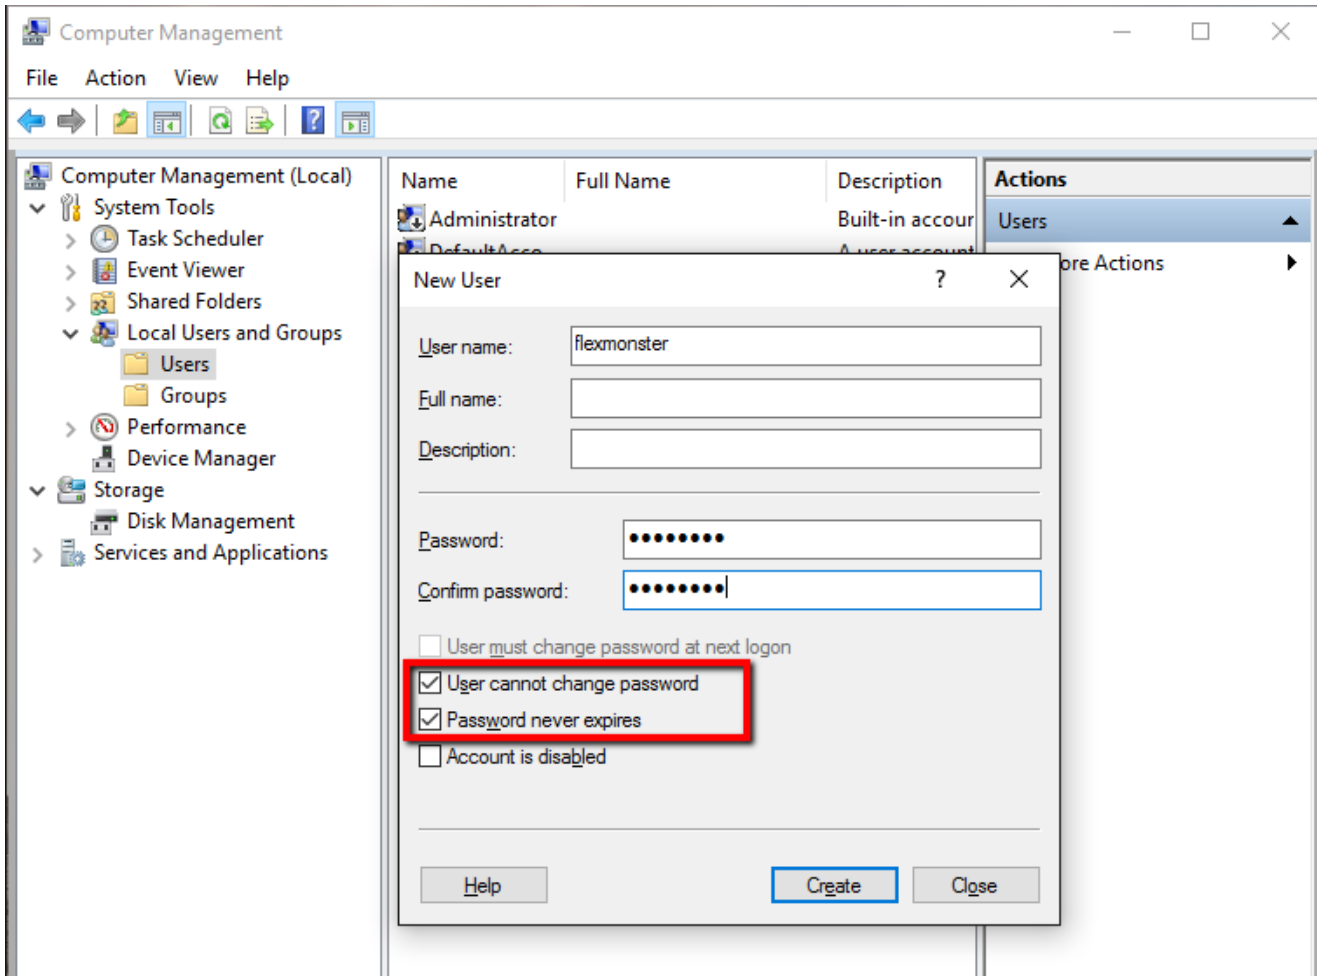 Computer Management
File Action View Help
Computer Management (Local)
System Tools
Task Scheduler
Event Viewer
Shared Folders
Local Users and Groups
Users
Groups
Performance
Device Manager
Storage
Disk Management
Services and Applications
Name Full Name Description
Administrator Built-in accour
DefaultAcco A user account
Actions
Users
ore Actions
New User ?
User name: flexmonster
Full name:
Description:
Password: ••••••••
Confirm password: ••••••••
User must change password at next logon
User cannot change password
Password never expires
Account is disabled
Help Create Close